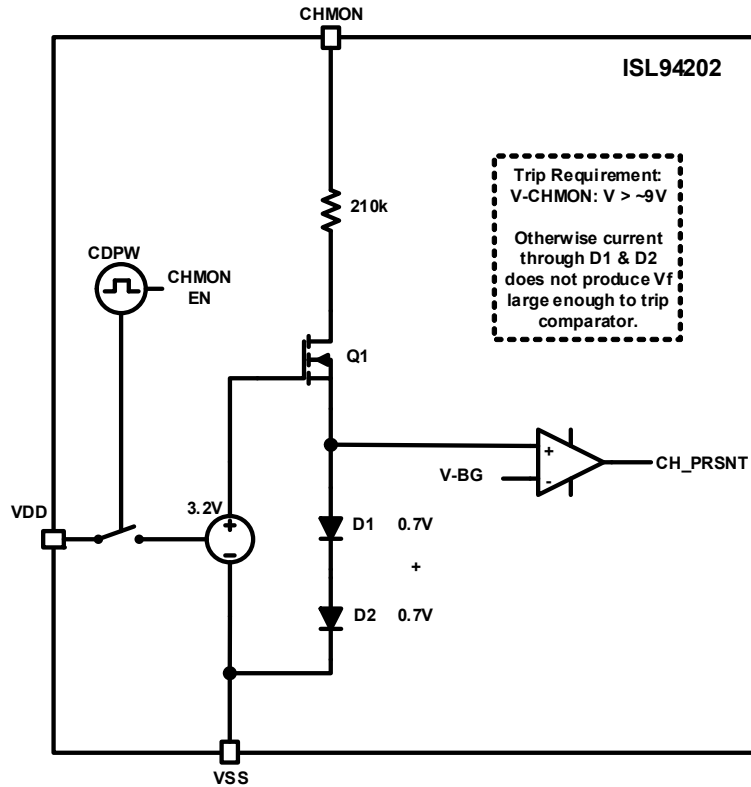 CHMON
ISL94202
Trip Requirement:
V-CHMON: V > ~9V
Otherwise current
through D1 & D2
does not produce Vf
large enough to trip
comparator.
210k
CDPW
CHMON
EN
Q1
V-BG
+
-
CH_PRSNT
VDD
3.2V
+
-
D1 0.7V
+
D2 0.7V
VSS